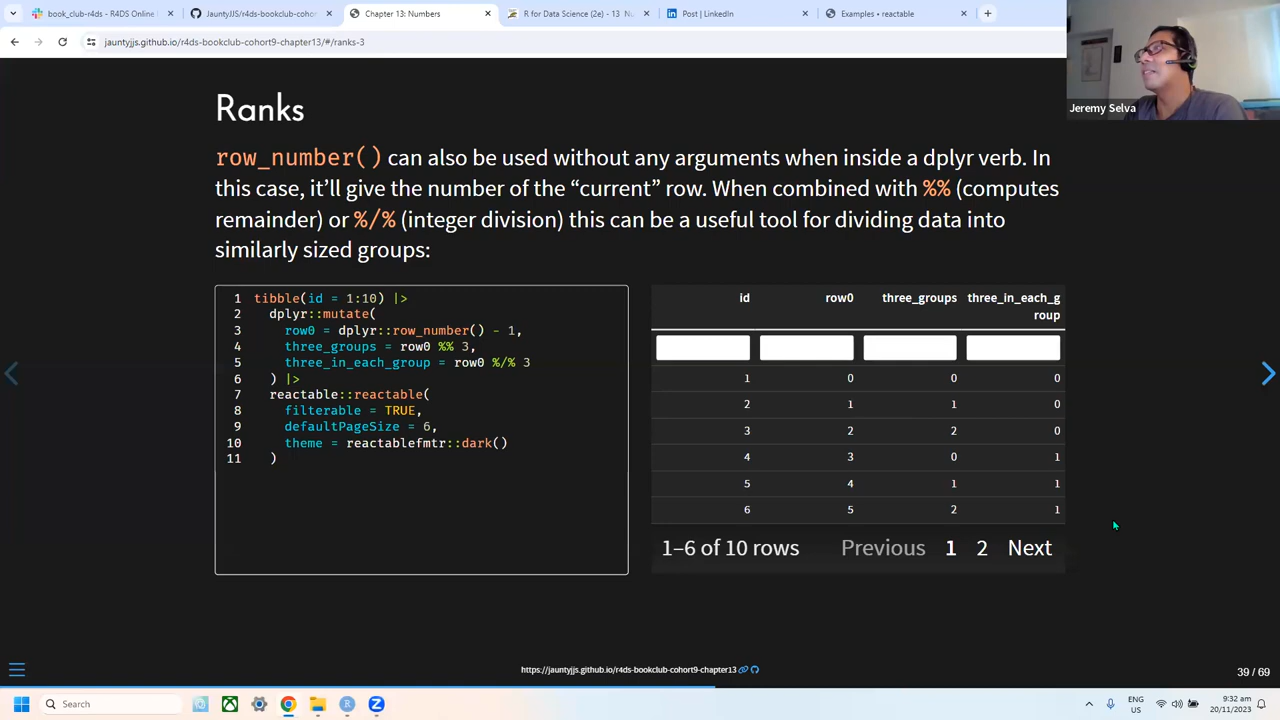 book_club-r4ds - R4DS Online
JauntyJJS/r4ds-bookclub-cohor
Chapter 13: Numbers
R for Data Science (2e) - 13 Nu
Post | LinkedIn
Examples – reactable
jauntyjjs.github.io/r4ds-bookclub-cohort9-chapter13/#/ranks-3
Jeremy Selva
Ranks
row_number() can also be used without any arguments when inside a dplyr verb. In
this case, it’ll give the number of the “current” row. When combined with %% (computes
remainder) or %/% (integer division) this can be a useful tool for dividing data into
similarly sized groups:
1 tibble(id = 1:10) |>
2 dplyr::mutate(
3 row0 = dplyr::row_number() - 1,
4 three_groups = row0 %% 3,
5 three_in_each_group = row0 %/% 3
6 ) |>
7 reactable::reactable(
8 filterable = TRUE,
9 defaultPageSize = 6,
10 theme = reactablefmtr::dark()
11 )
id row0 three_groups three_in_each_g
roup
1 0 0 0
2 1 1 0
3 2 2 0
4 3 0 1
5 4 1 1
6 5 2 1
1–6 of 10 rows Previous 1 2 Next
https://jauntyjjs.github.io/r4ds-bookclub-cohort9-chapter13
39 / 69
Search
ENG
US
9:32 am
20/11/2023